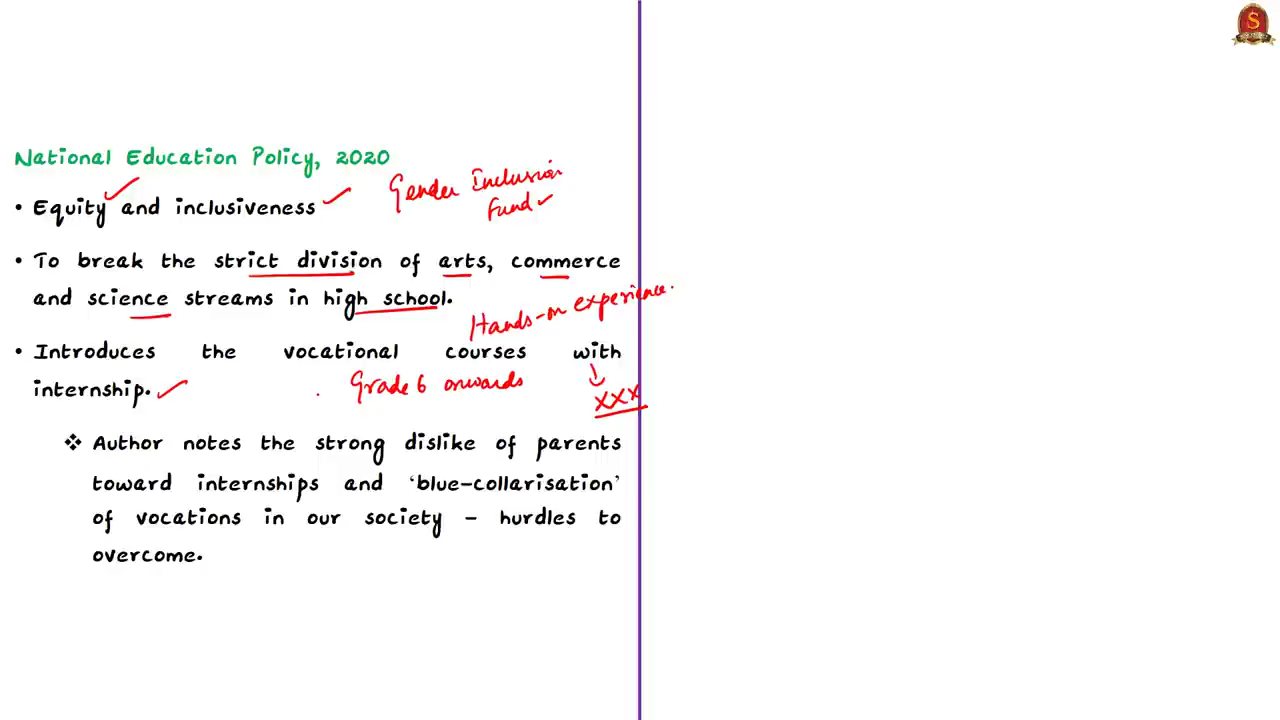 National Education Policy, 2020
Gender Inclusion
Fund
• Equity and inclusiveness
• To break the strict division of arts, commerce
and science streams in high school.
Hands-on experience.
• Introduces the vocational courses with
internship.
Grade 6 onwards
XXX
❖ Author notes the strong dislike of parents
toward internships and ‘blue-collarisation’
of vocations in our society – hurdles to
overcome.
S